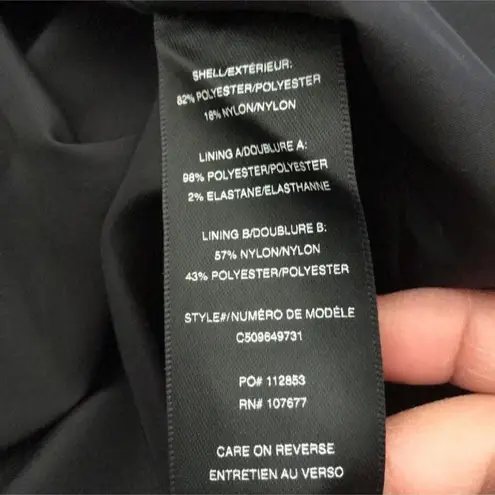 SHELL/EXTÉRIEUR:
82% POLYESTER/POLYESTER
18% NYLON/NYLON
LINING A/DOUBLURE A:
98% POLYESTER/POLYESTER
2% ELASTANE/ELASTHANNE
LINING B/DOUBLURE B:
57% NYLON/NYLON
43% POLYESTER/POLYESTER
STYLE#/NUMÉRO DE MODÈLE
C509649731
PO# 112853
RN# 107677
CARE ON REVERSE
ENTRETIEN AU VERSO